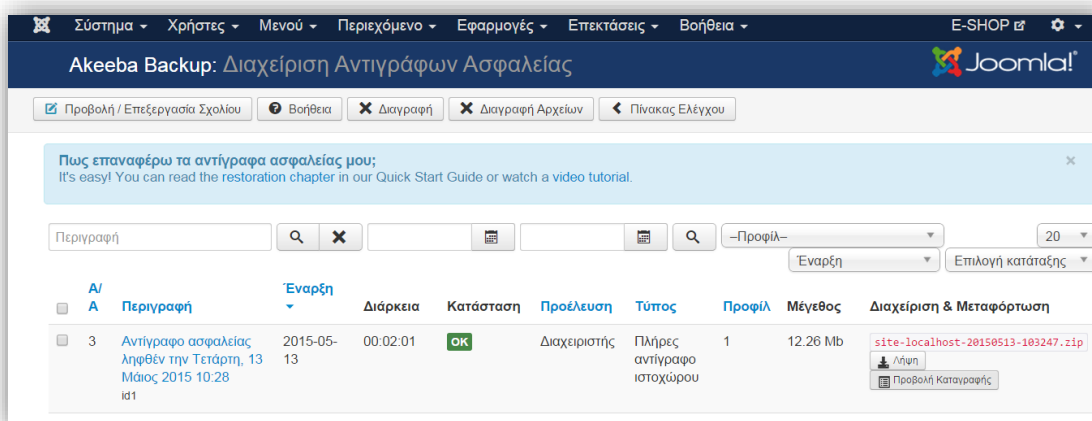 Σύστημα Χρήστες Μενού Περιεχόμενο Εφαρμογές Επεκτάσεις Βοήθεια E-SHOP
Akeeba Backup: Διαχείριση Αντιγράφων Ασφαλείας Joomla!
Προβολή / Επεξεργασία Σχολίου Βοήθεια Διαγραφή Διαγραφή Αρχείων Πίνακας Ελέγχου
Πως επαναφέρω τα αντίγραφα ασφαλείας μου; ×
It's easy! You can read the restoration chapter in our Quick Start Guide or watch a video tutorial.
Περιγραφή –Προφίλ– 20
Έναρξη Επιλογή κατάταξης
Α/Α Περιγραφή Έναρξη Διάρκεια Κατάσταση Προέλευση Τύπος Προφίλ Μέγεθος Διαχείριση & Μεταφόρτωση
3 Αντίγραφο ασφαλείας 2015-05- 00:02:01 OK Διαχειριστής Πλήρες 1 12.26 Mb site-localhost-20150513-103247.zip
ληφθέν την Τετάρτη, 13 13 αντίγραφο Λήψη
Μάιος 2015 10:28 ιστοχώρου Προβολή Καταγραφής
id1